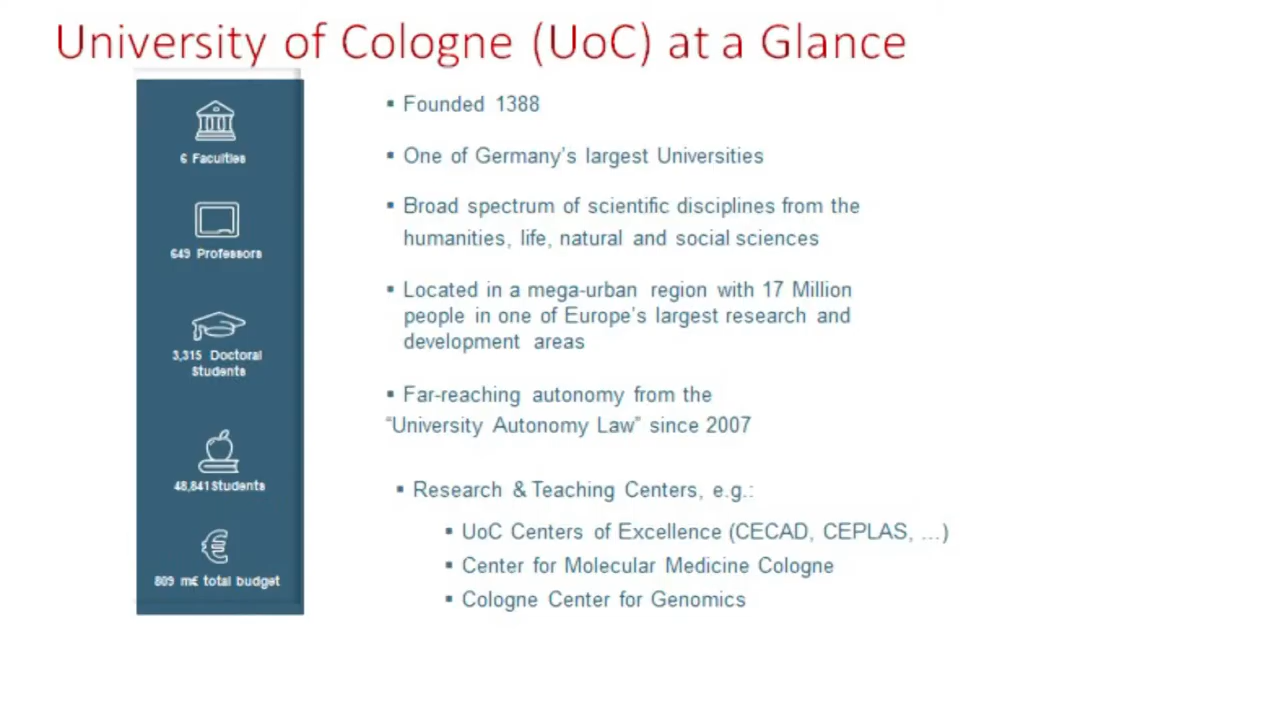 University of Cologne (UoC) at a Glance
6 Faculties
649 Professors
3,315 Doctoral
Students
48,841 Students
809 m€ total budget
▪ Founded 1388
▪ One of Germany's largest Universities
▪ Broad spectrum of scientific disciplines from the
humanities, life, natural and social sciences
▪ Located in a mega-urban region with 17 Million
people in one of Europe's largest research and
development areas
▪ Far-reaching autonomy from the
“University Autonomy Law” since 2007
▪ Research & Teaching Centers, e.g.:
▪ UoC Centers of Excellence (CECAD, CEPLAS, ...)
▪ Center for Molecular Medicine Cologne
▪ Cologne Center for Genomics